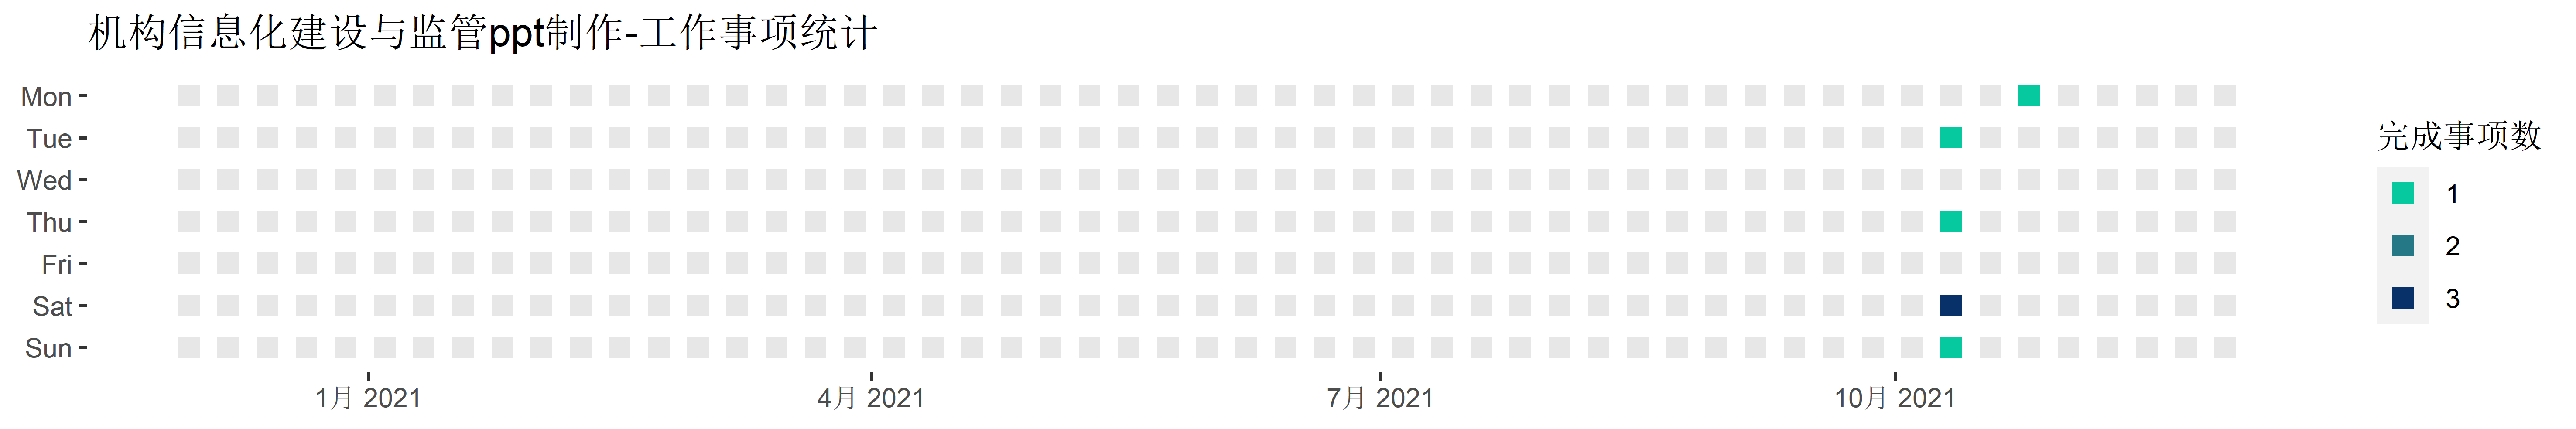 机构信息化建设与监管ppt制作-工作事项统计
Mon
Tue
Wed
Thu
Fri
Sat
Sun
1月 2021
4月 2021
7月 2021
10月 2021
完成事项数
1
2
3